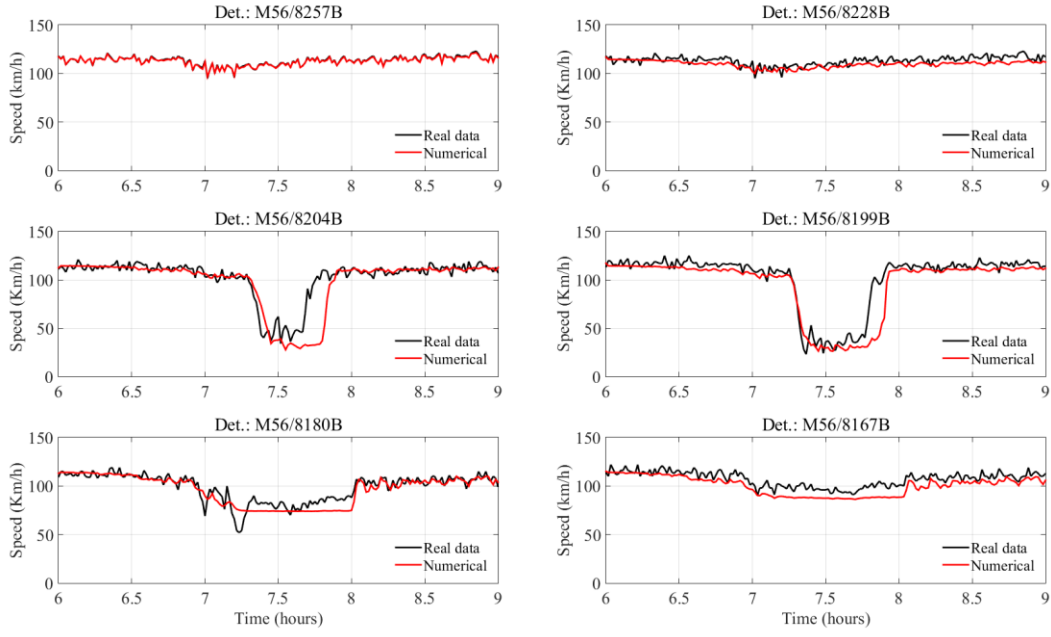 Det.: M56/8257B
Speed (km/h)
150
100
50
0
Real data
Numerical
6 6.5 7 7.5 8 8.5 9
Det.: M56/8228B
Speed (Km/h)
150
100
50
0
Real data
Numerical
6 6.5 7 7.5 8 8.5 9
Det.: M56/8204B
Speed (Km/h)
150
100
50
0
Real data
Numerical
6 6.5 7 7.5 8 8.5 9
Det.: M56/8199B
Speed (Km/h)
150
100
50
0
Real data
Numerical
6 6.5 7 7.5 8 8.5 9
Det.: M56/8180B
Speed (Km/h)
150
100
50
0
Real data
Numerical
6 6.5 7 7.5 8 8.5 9
Time (hours)
Det.: M56/8167B
Speed (Km/h)
150
100
50
0
Real data
Numerical
6 6.5 7 7.5 8 8.5 9
Time (hours)